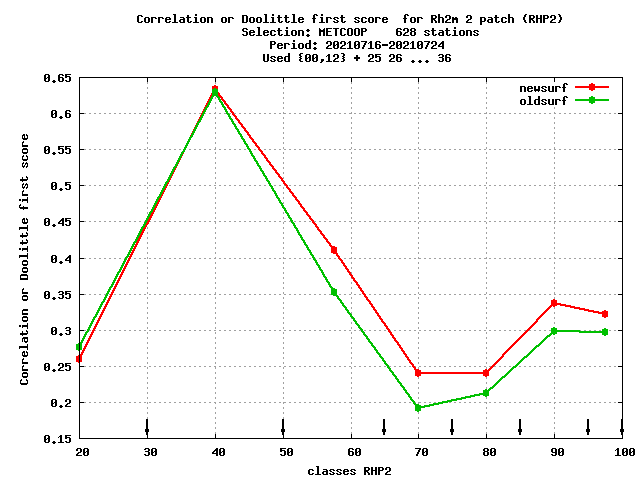 Correlation or Doolittle first score  for Rh2m 2 patch (RHP2)
Selection: METCOOP    628 stations
Period: 20210716-20210724
Used {00,12} + 25 26 ... 36
newsurf
oldsurf
Correlation or Doolittle first score
0.65
0.6
0.55
0.5
0.45
0.4
0.35
0.3
0.25
0.2
0.15
20 30 40 50 60 70 80 90 100
classes RHP2